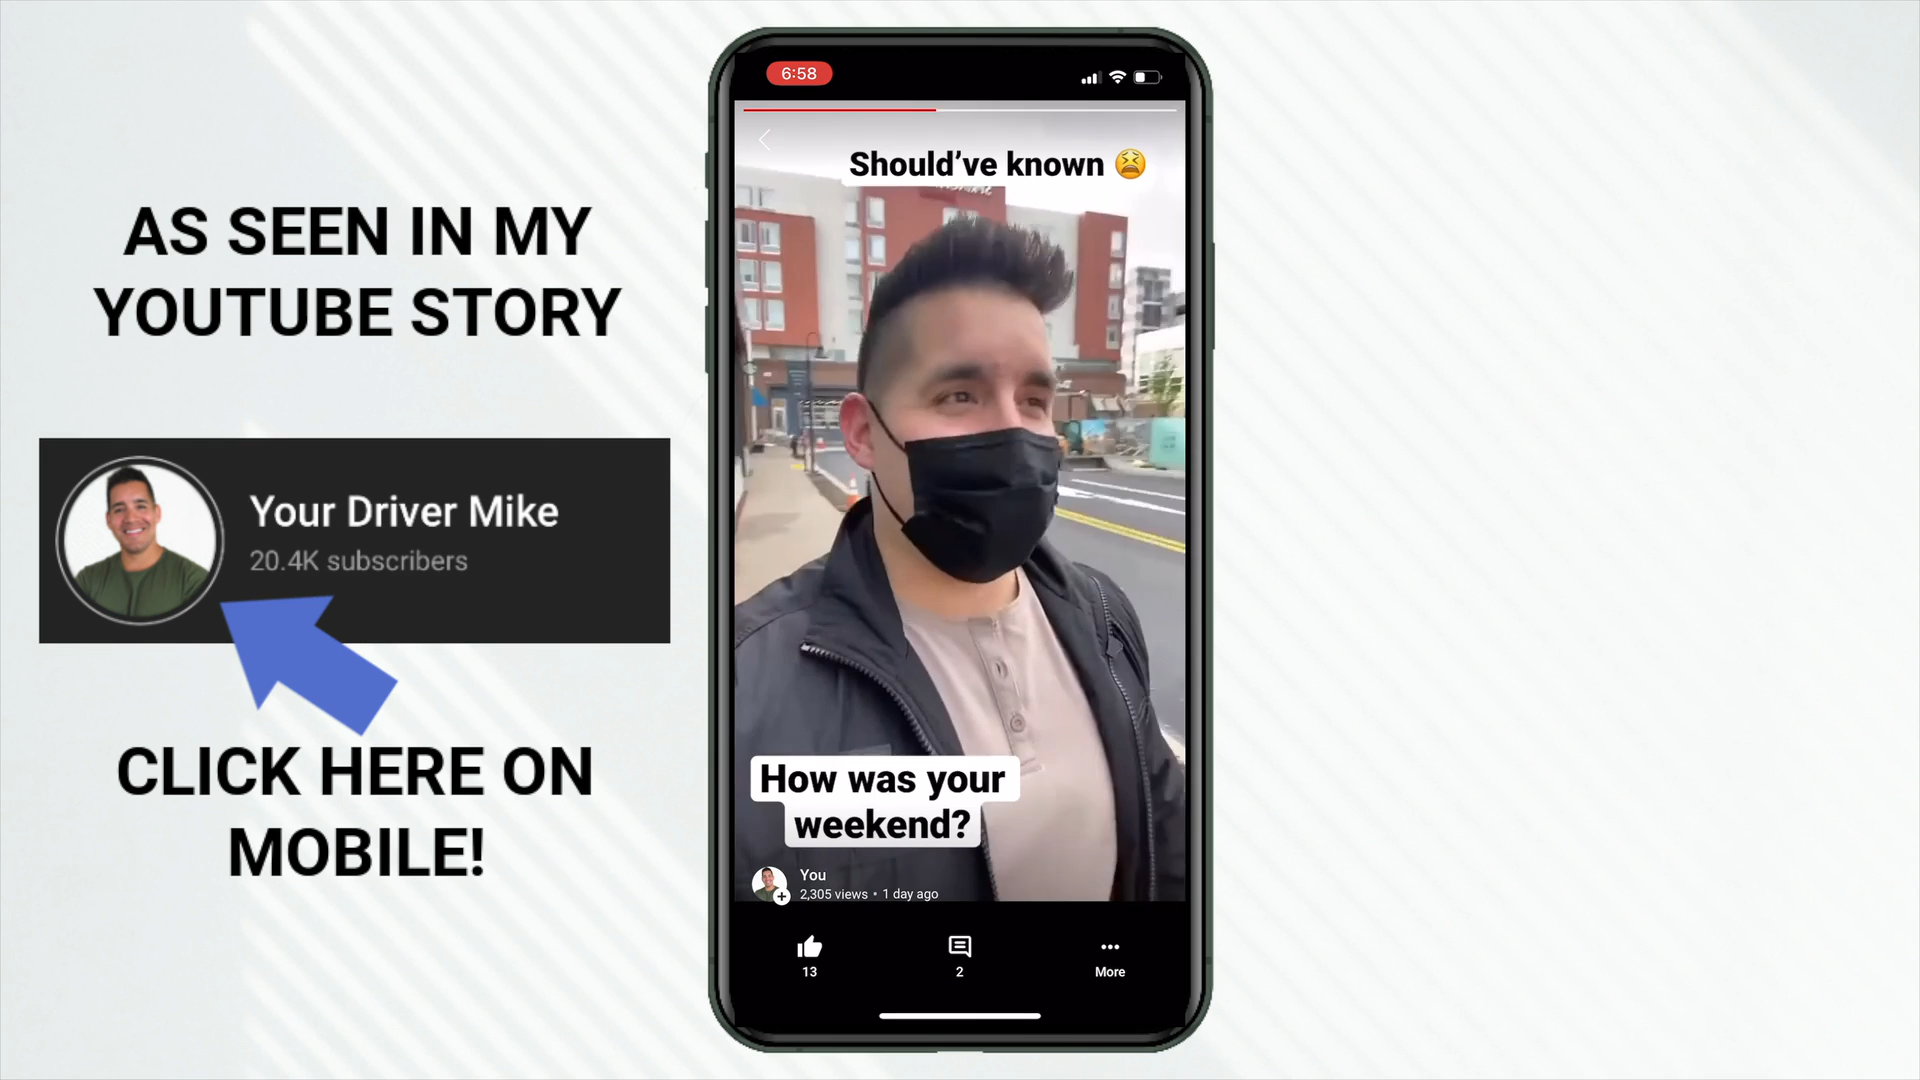 AS SEEN IN MY
YOUTUBE STORY
Your Driver Mike
20.4K subscribers
CLICK HERE ON
MOBILE!
6:58
Should've known 😫
How was your
weekend?
You
2,305 views • 1 day ago
13
2
More